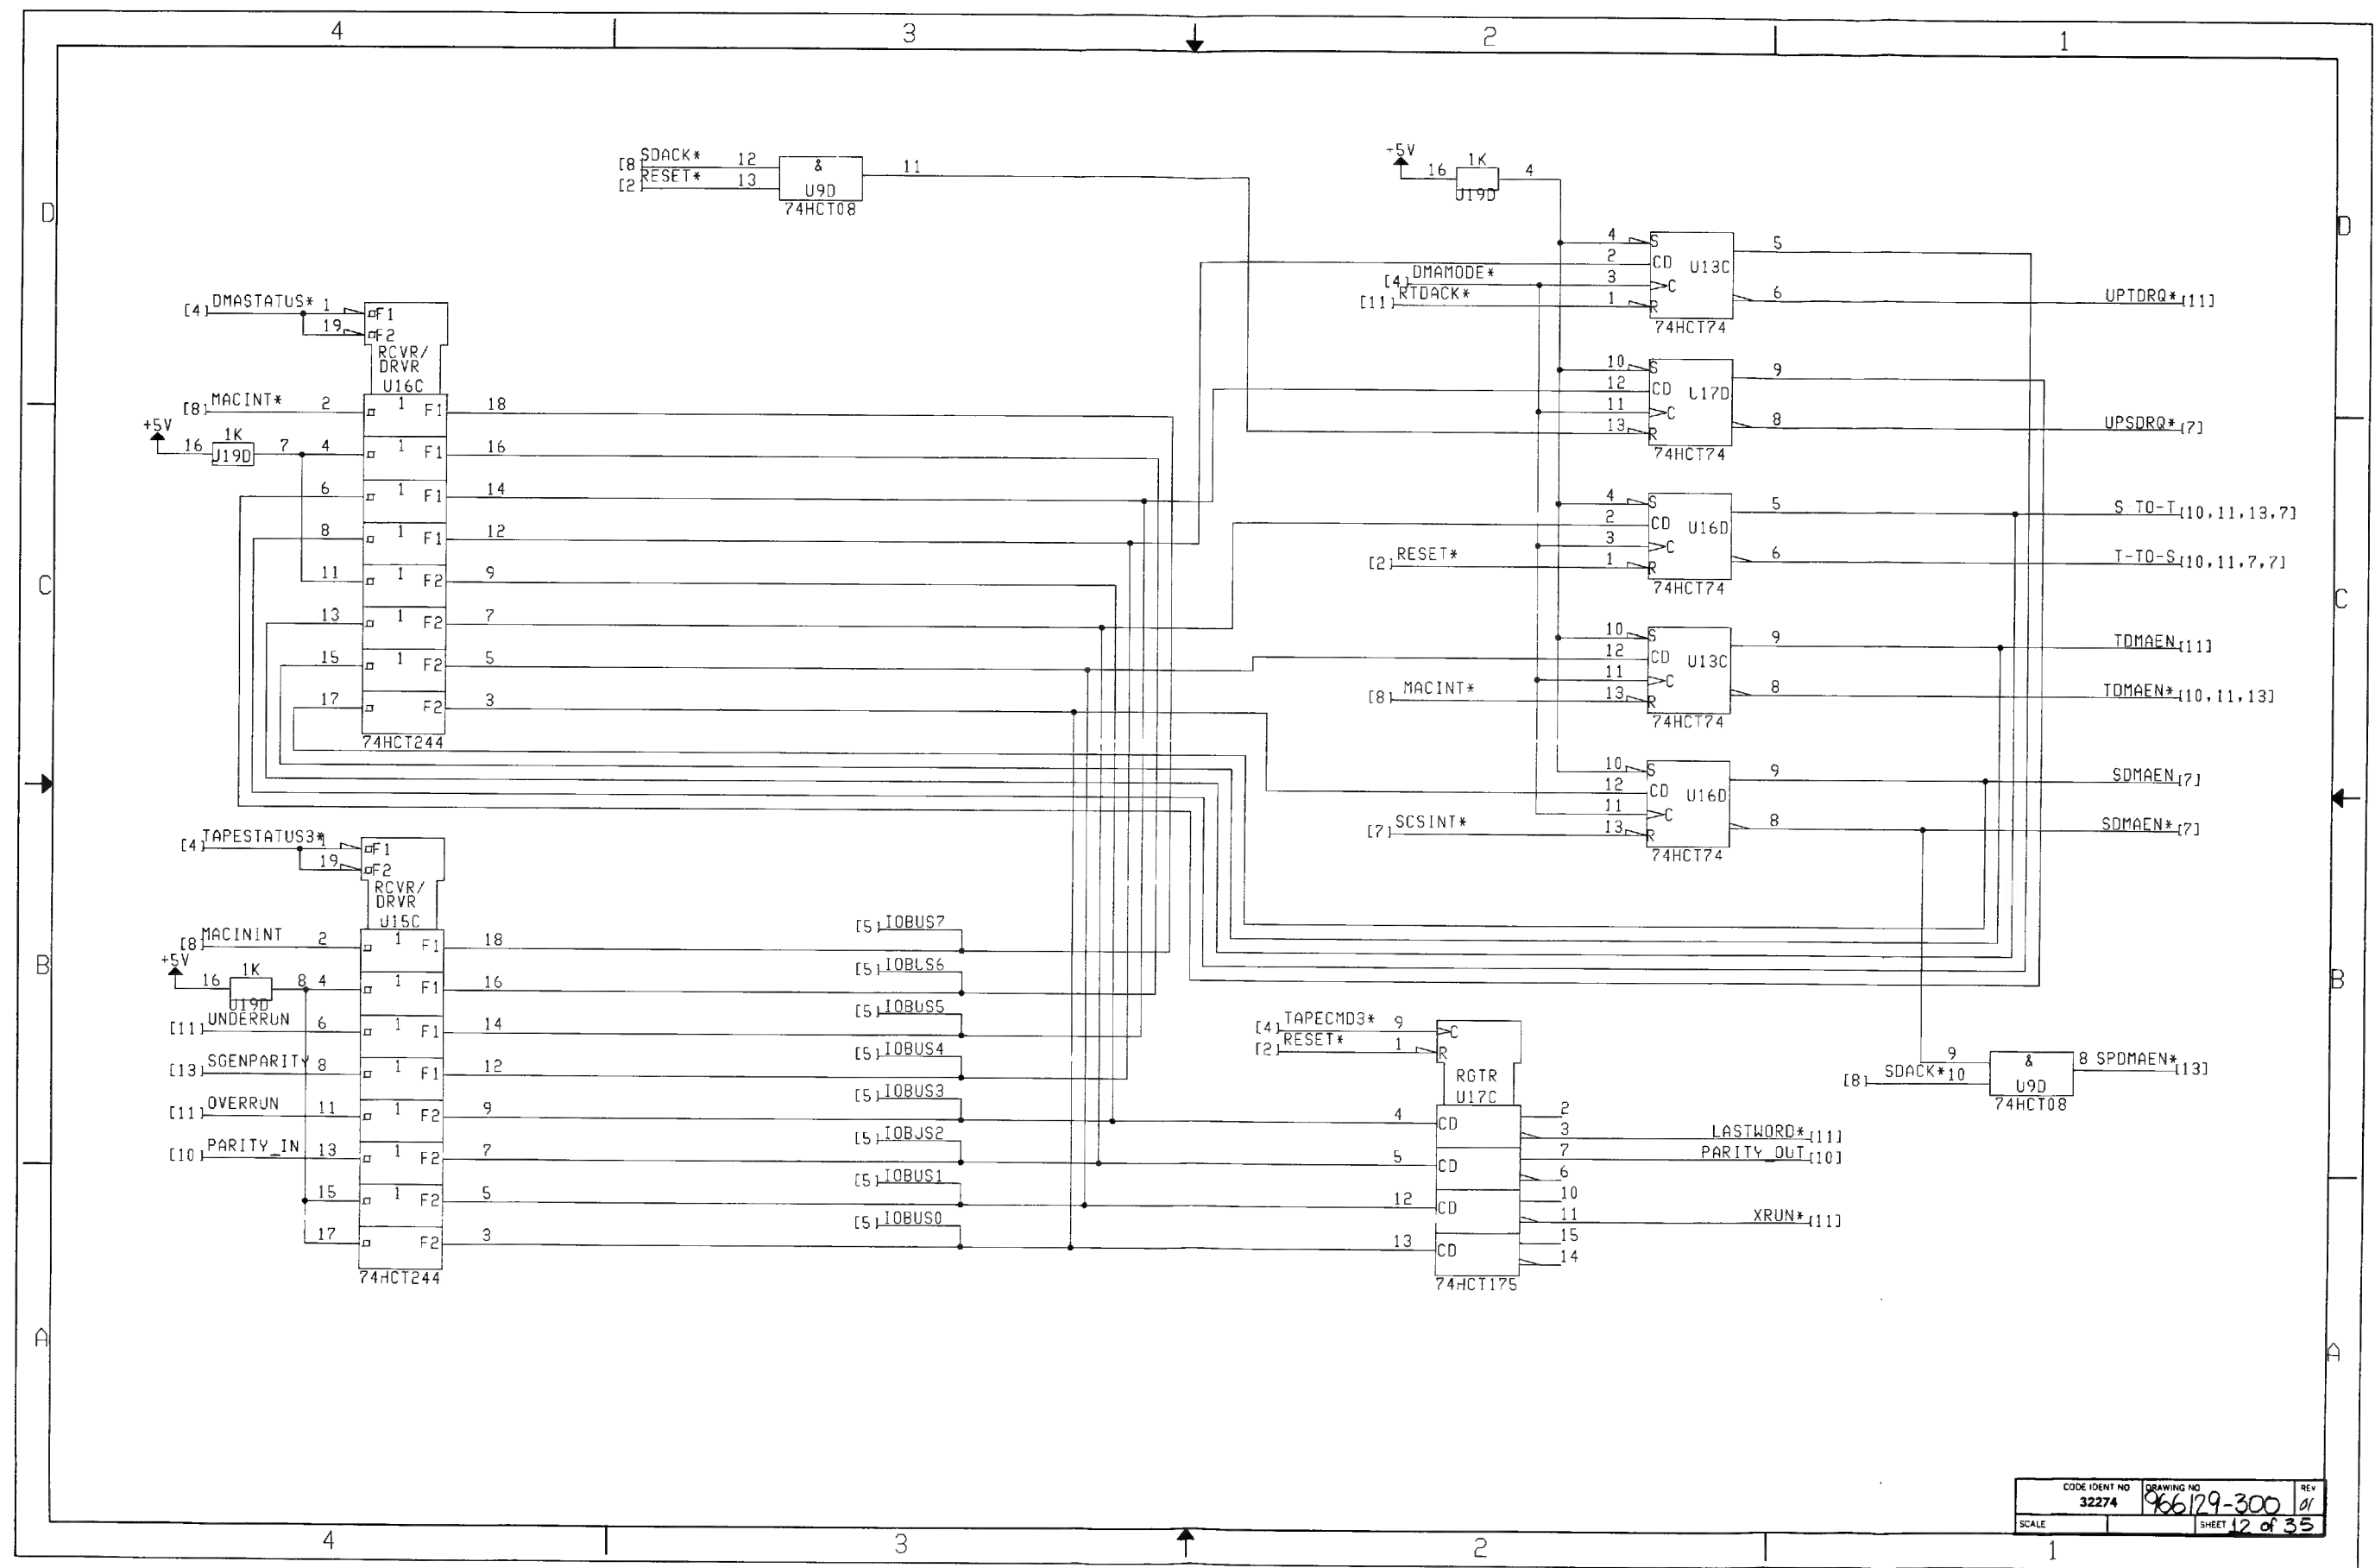 4 3 2 1
D D
C C
B B
A A
[8] SDACK* 12
[2] RESET* 13
& 11
U9D
74HCT08
+5V 16 1K 4
U19D
4 S 5
2 CD U13C
[4] DMAMODE* 3 C
[11] RTDACK* 1 R 6 UPTDRQ* [11]
74HCT74
10 S 9
12 CD U17D
11 C
13 R 8 UPSDRQ* [7]
74HCT74
4 S 5 S TO-T [10,11,13,7]
2 CD U16D
3 C 6 T-TO-S [10,11,7,7]
[2] RESET* 1 R
74HCT74
10 S 9 TDMAEN [11]
12 CD U13C
11 C 8 TDMAEN* [10,11,13]
[8] MACINT* 13 R
74HCT74
10 S 9 SDMAEN [7]
12 CD U16D
11 C 8 SDMAEN* [7]
[7] SCSINT* 13 R
74HCT74
[4] DMASTATUS* 1 F1
19 F2
RCVR/
DRVR
U16C
[8] MACINT* 2 1 F1 18
+5V 16 1K 7 4 1 F1 16
U19D
6 1 F1 14
8 1 F1 12
11 1 F2 9
13 1 F2 7
15 1 F2 5
17 F2 3
74HCT244
[4] TAPESTATUS3* 1 F1
19 F2
RCVR/
DRVR
U15C
[8] MACININT 2 1 F1 18
+5V 16 1K 8 4 1 F1 16
U19D
[11] UNDERRUN 6 1 F1 14
[13] SGENPARITY 8 1 F1 12
[11] OVERRUN 11 1 F2 9
[10] PARITY_IN 13 1 F2 7
15 1 F2 5
17 F2 3
74HCT244
[5] IOBUS7
[5] IOBUS6
[5] IOBUS5
[5] IOBUS4
[5] IOBUS3
[5] IOBUS2
[5] IOBUS1
[5] IOBUS0
[4] TAPECMD3* 9 C
[2] RESET* 1 R
RGTR
U17C
4 CD 2
3 LASTWORD* [11]
5 CD 7 PARITY_OUT [10]
6
12 CD 10
11 XRUN* [11]
13 CD 15
14
74HCT175
9 & 8 SPDMAEN* [13]
[8] SDACK* 10
U9D
74HCT08
CODE IDENT NO 32274
DRAWING NO 966129-300
REV 01
SCALE
SHEET 12 of 35
4 3 2 1